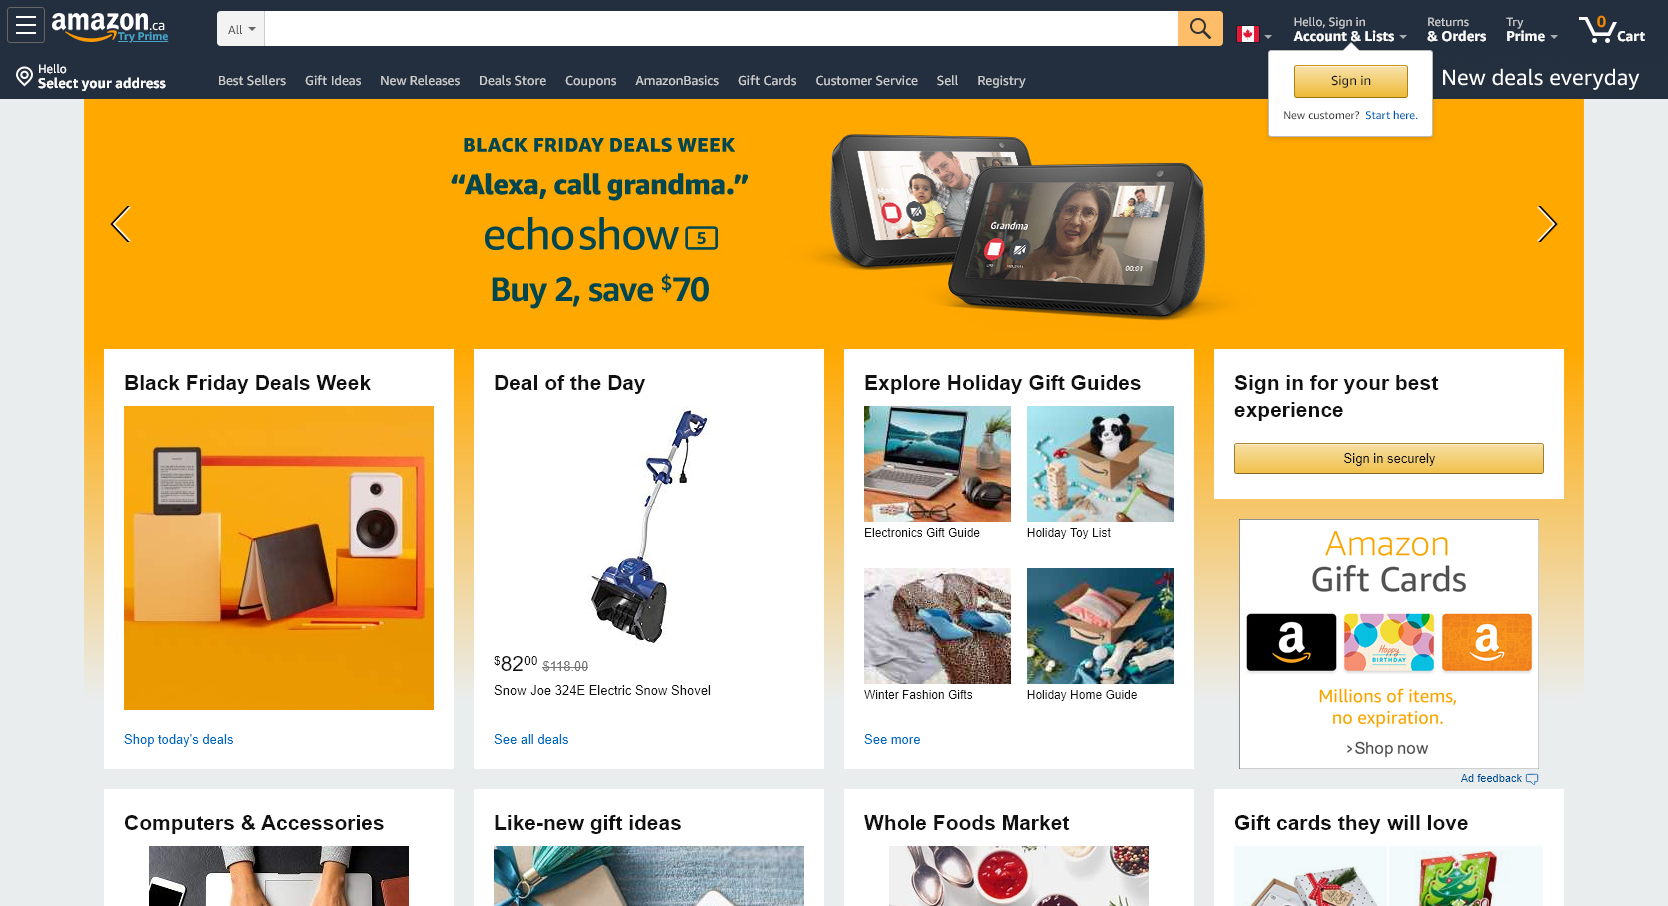 amazon.ca
Try Prime
All
Hello, Sign in
Account & Lists
Returns
& Orders
Try
Prime
0
Cart
Hello
Select your address
Best Sellers
Gift Ideas
New Releases
Deals Store
Coupons
AmazonBasics
Gift Cards
Customer Service
Sell
Registry
New deals everyday
Sign in
New customer? Start here.
BLACK FRIDAY DEALS WEEK
“Alexa, call grandma.”
echo show 5
Buy 2, save $70
Grandma
00:01
Black Friday Deals Week
Shop today's deals
Deal of the Day
$8200 $118.00
Snow Joe 324E Electric Snow Shovel
See all deals
Explore Holiday Gift Guides
Electronics Gift Guide
Holiday Toy List
Winter Fashion Gifts
Holiday Home Guide
See more
Sign in for your best
experience
Sign in securely
Amazon
Gift Cards
a
Happy
BIRTHDAY
a
Millions of items,
no expiration.
›Shop now
Ad feedback
Computers & Accessories
Like-new gift ideas
Whole Foods Market
Gift cards they will love